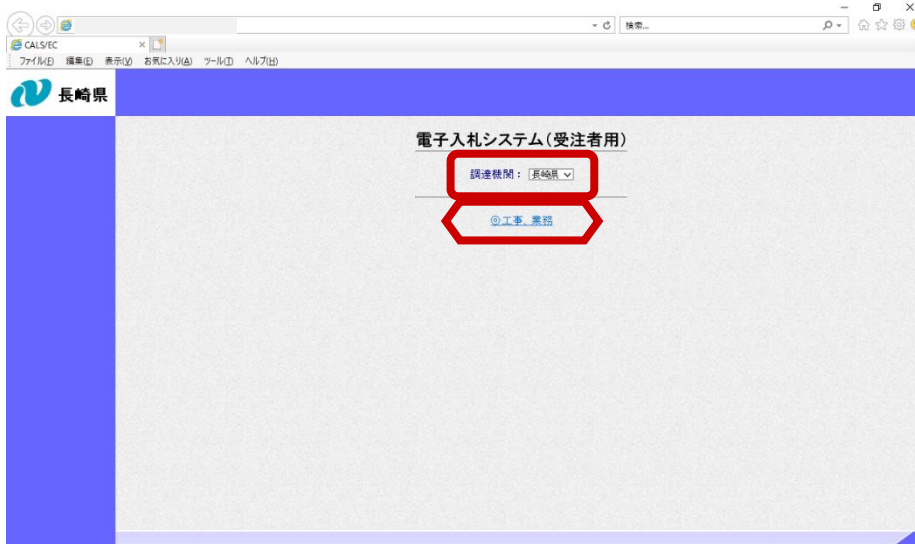 検索...
CALS/EC
ファイル(F) 編集(E) 表示(V) お気に入り(A) ツール(T) ヘルプ(H)
長崎県
電子入札システム(受注者用)
調達機関： 長崎県
◎工事、業務